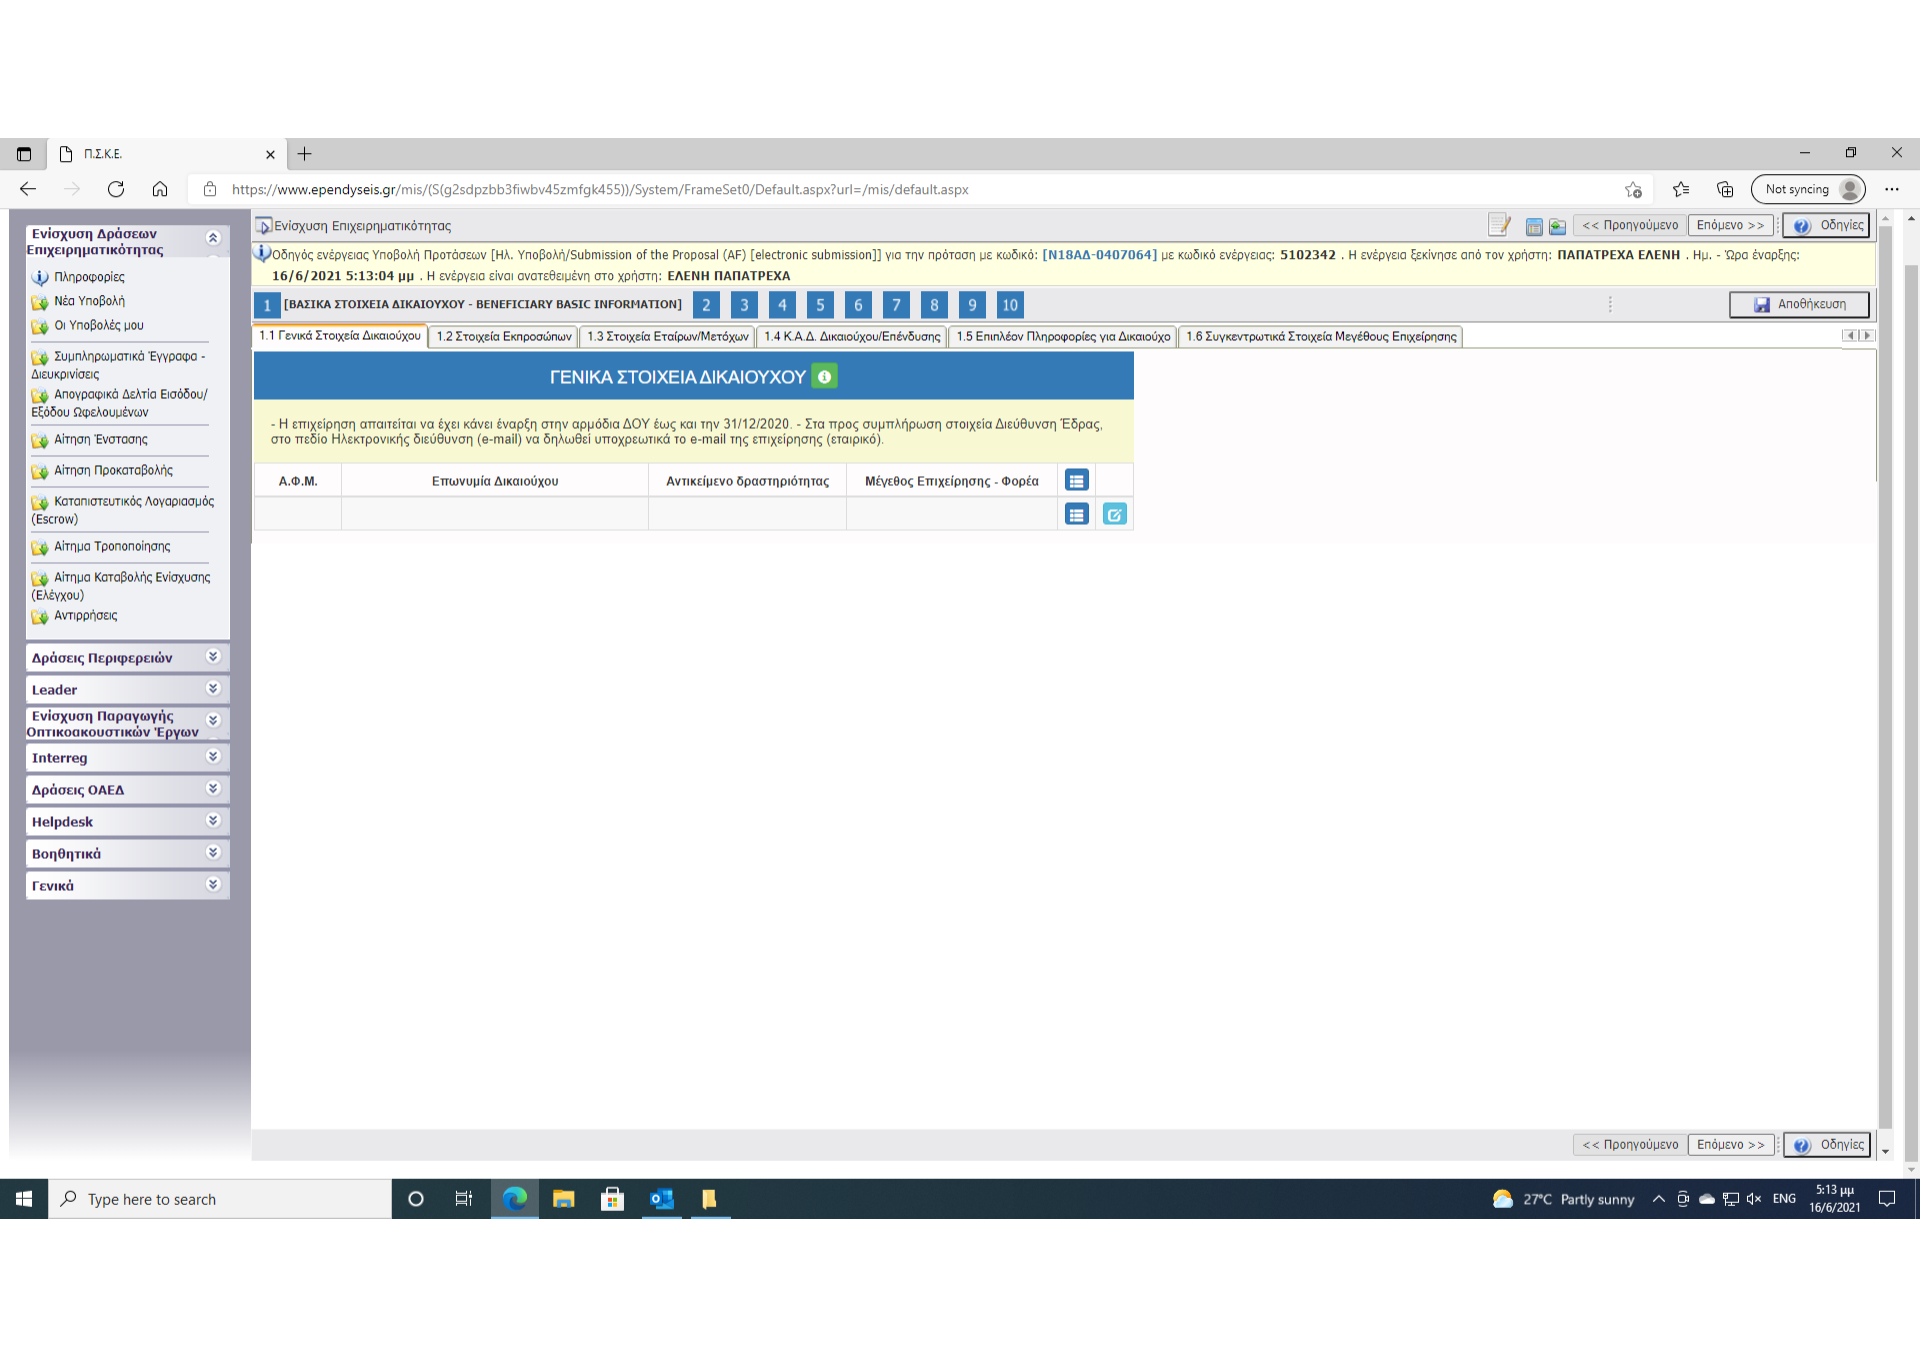 Π.Σ.Κ.Ε.
https://www.ependyseis.gr/mis/(S(g2sdpzbb3fiwbv45zmfgk455))/System/FrameSet0/Default.aspx?url=/mis/default.aspx
Not syncing
Ενίσχυση Δράσεων
Επιχειρηματικότητας
Πληροφορίες
Νέα Υποβολή
Οι Υποβολές μου
Συμπληρωματικά Έγγραφα -
Διευκρινίσεις
Απογραφικά Δελτία Εισόδου/
Εξόδου Ωφελουμένων
Αίτηση Ένστασης
Αίτηση Προκαταβολής
Καταπιστευτικός Λογαριασμός
(Escrow)
Αίτημα Τροποποίησης
Αίτημα Καταβολής Ενίσχυσης
(Ελέγχου)
Αντιρρήσεις
Δράσεις Περιφερειών
Leader
Ενίσχυση Παραγωγής
Οπτικοακουστικών Έργων
Interreg
Δράσεις ΟΑΕΔ
Helpdesk
Βοηθητικά
Γενικά
Ενίσχυση Επιχειρηματικότητας
<< Προηγούμενο Επόμενο >> Οδηγίες
Οδηγός ενέργειας Υποβολή Προτάσεων [Ηλ. Υποβολή/Submission of the Proposal (AF) [electronic submission]] για την πρόταση με κωδικό: [Ν18ΑΔ-0407064] με κωδικό ενέργειας: 5102342 . Η ενέργεια ξεκίνησε από τον χρήστη: ΠΑΠΑΤΡΕΧΑ ΕΛΕΝΗ . Ημ. - Ώρα έναρξης:
16/6/2021 5:13:04 μμ . Η ενέργεια είναι ανατεθειμένη στο χρήστη: ΕΛΕΝΗ ΠΑΠΑΤΡΕΧΑ
1 [ΒΑΣΙΚΑ ΣΤΟΙΧΕΙΑ ΔΙΚΑΙΟΥΧΟΥ - BENEFICIARY BASIC INFORMATION] 2 3 4 5 6 7 8 9 10 Αποθήκευση
1.1 Γενικά Στοιχεία Δικαιούχου 1.2 Στοιχεία Εκπροσώπων 1.3 Στοιχεία Εταίρων/Μετόχων 1.4 Κ.Α.Δ. Δικαιούχου/Επένδυσης 1.5 Επιπλέον Πληροφορίες για Δικαιούχο 1.6 Συγκεντρωτικά Στοιχεία Μεγέθους Επιχείρησης
ΓΕΝΙΚΑ ΣΤΟΙΧΕΙΑ ΔΙΚΑΙΟΥΧΟΥ
- Η επιχείρηση απαιτείται να έχει κάνει έναρξη στην αρμόδια ΔΟΥ έως και την 31/12/2020. - Στα προς συμπλήρωση στοιχεία Διεύθυνση Έδρας,
στο πεδίο Ηλεκτρονικής διεύθυνση (e-mail) να δηλωθεί υποχρεωτικά το e-mail της επιχείρησης (εταιρικό).
Α.Φ.Μ. Επωνυμία Δικαιούχου Αντικείμενο δραστηριότητας Μέγεθος Επιχείρησης - Φορέα
<< Προηγούμενο Επόμενο >> Οδηγίες
Type here to search
27°C Partly sunny ENG 5:13 μμ
16/6/2021